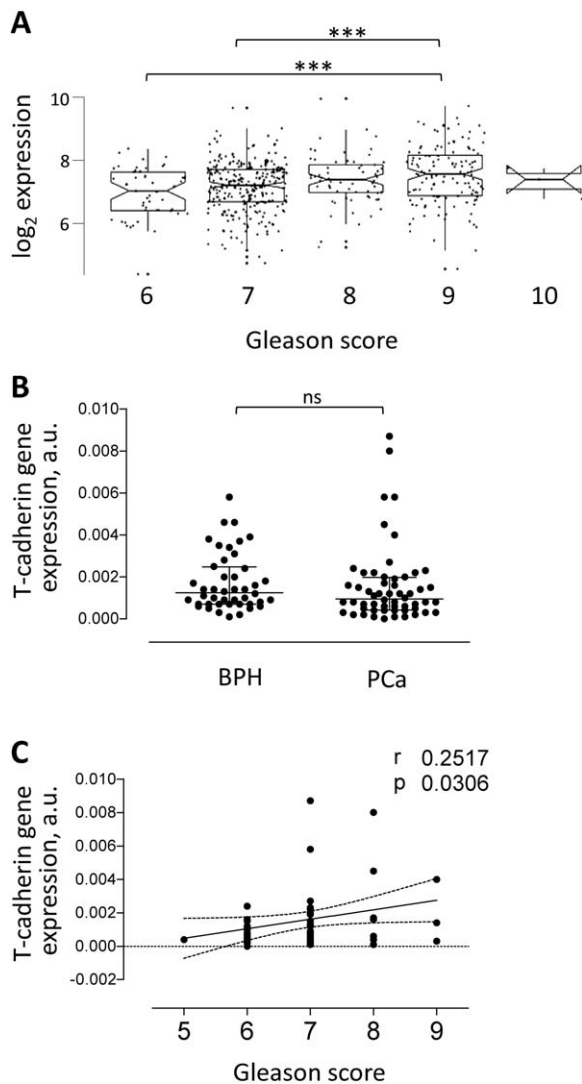 A
***
***
10
8
6
log₂ expression
6 7 8 9 10
Gleason score
B
ns
0.010
0.008
0.006
0.004
0.002
0.000
T-cadherin gene
expression, a.u.
BPH PCa
C
r 0.2517
p 0.0306
0.010
0.008
0.006
0.004
0.002
0.000
-0.002
T-cadherin gene
expression, a.u.
5 6 7 8 9
Gleason score